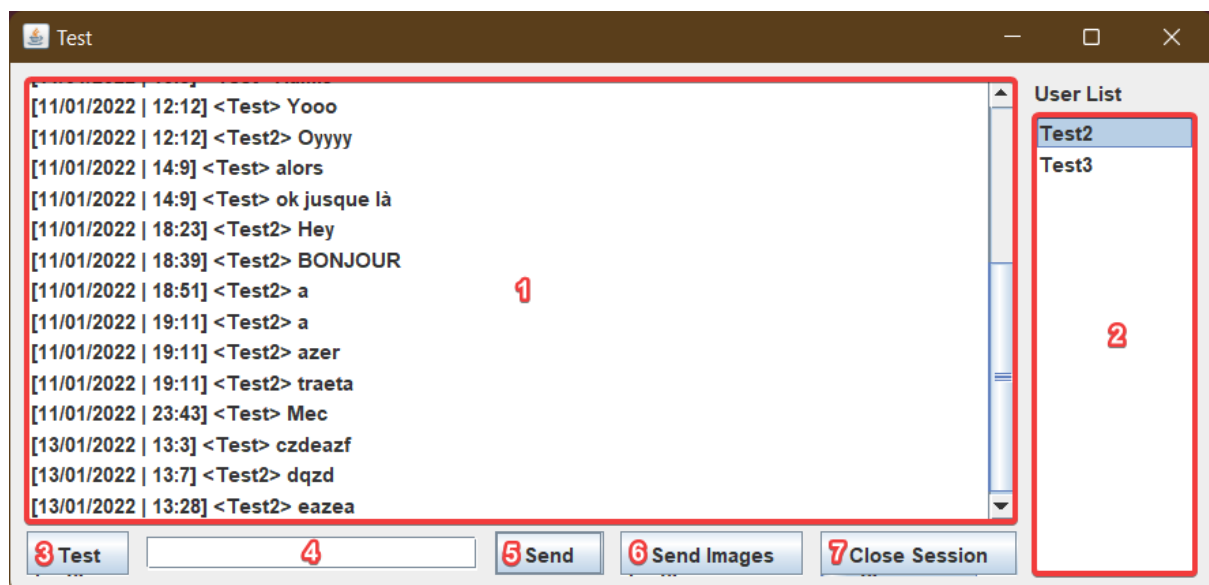 Test
User List
[11/01/2022 | 12:12] <Test> Yooo
[11/01/2022 | 12:12] <Test2> Oyyyy
[11/01/2022 | 14:9] <Test> alors
[11/01/2022 | 14:9] <Test> ok jusque là
[11/01/2022 | 18:23] <Test2> Hey
[11/01/2022 | 18:39] <Test2> BONJOUR
[11/01/2022 | 18:51] <Test2> a
[11/01/2022 | 19:11] <Test2> a
[11/01/2022 | 19:11] <Test2> azer
[11/01/2022 | 19:11] <Test2> traeta
[11/01/2022 | 23:43] <Test> Mec
[13/01/2022 | 13:3] <Test> czdeazf
[13/01/2022 | 13:7] <Test2> dqzd
[13/01/2022 | 13:28] <Test2> eazea
1
Test2
Test3
2
3 Test
4
5 Send
6 Send Images
7 Close Session